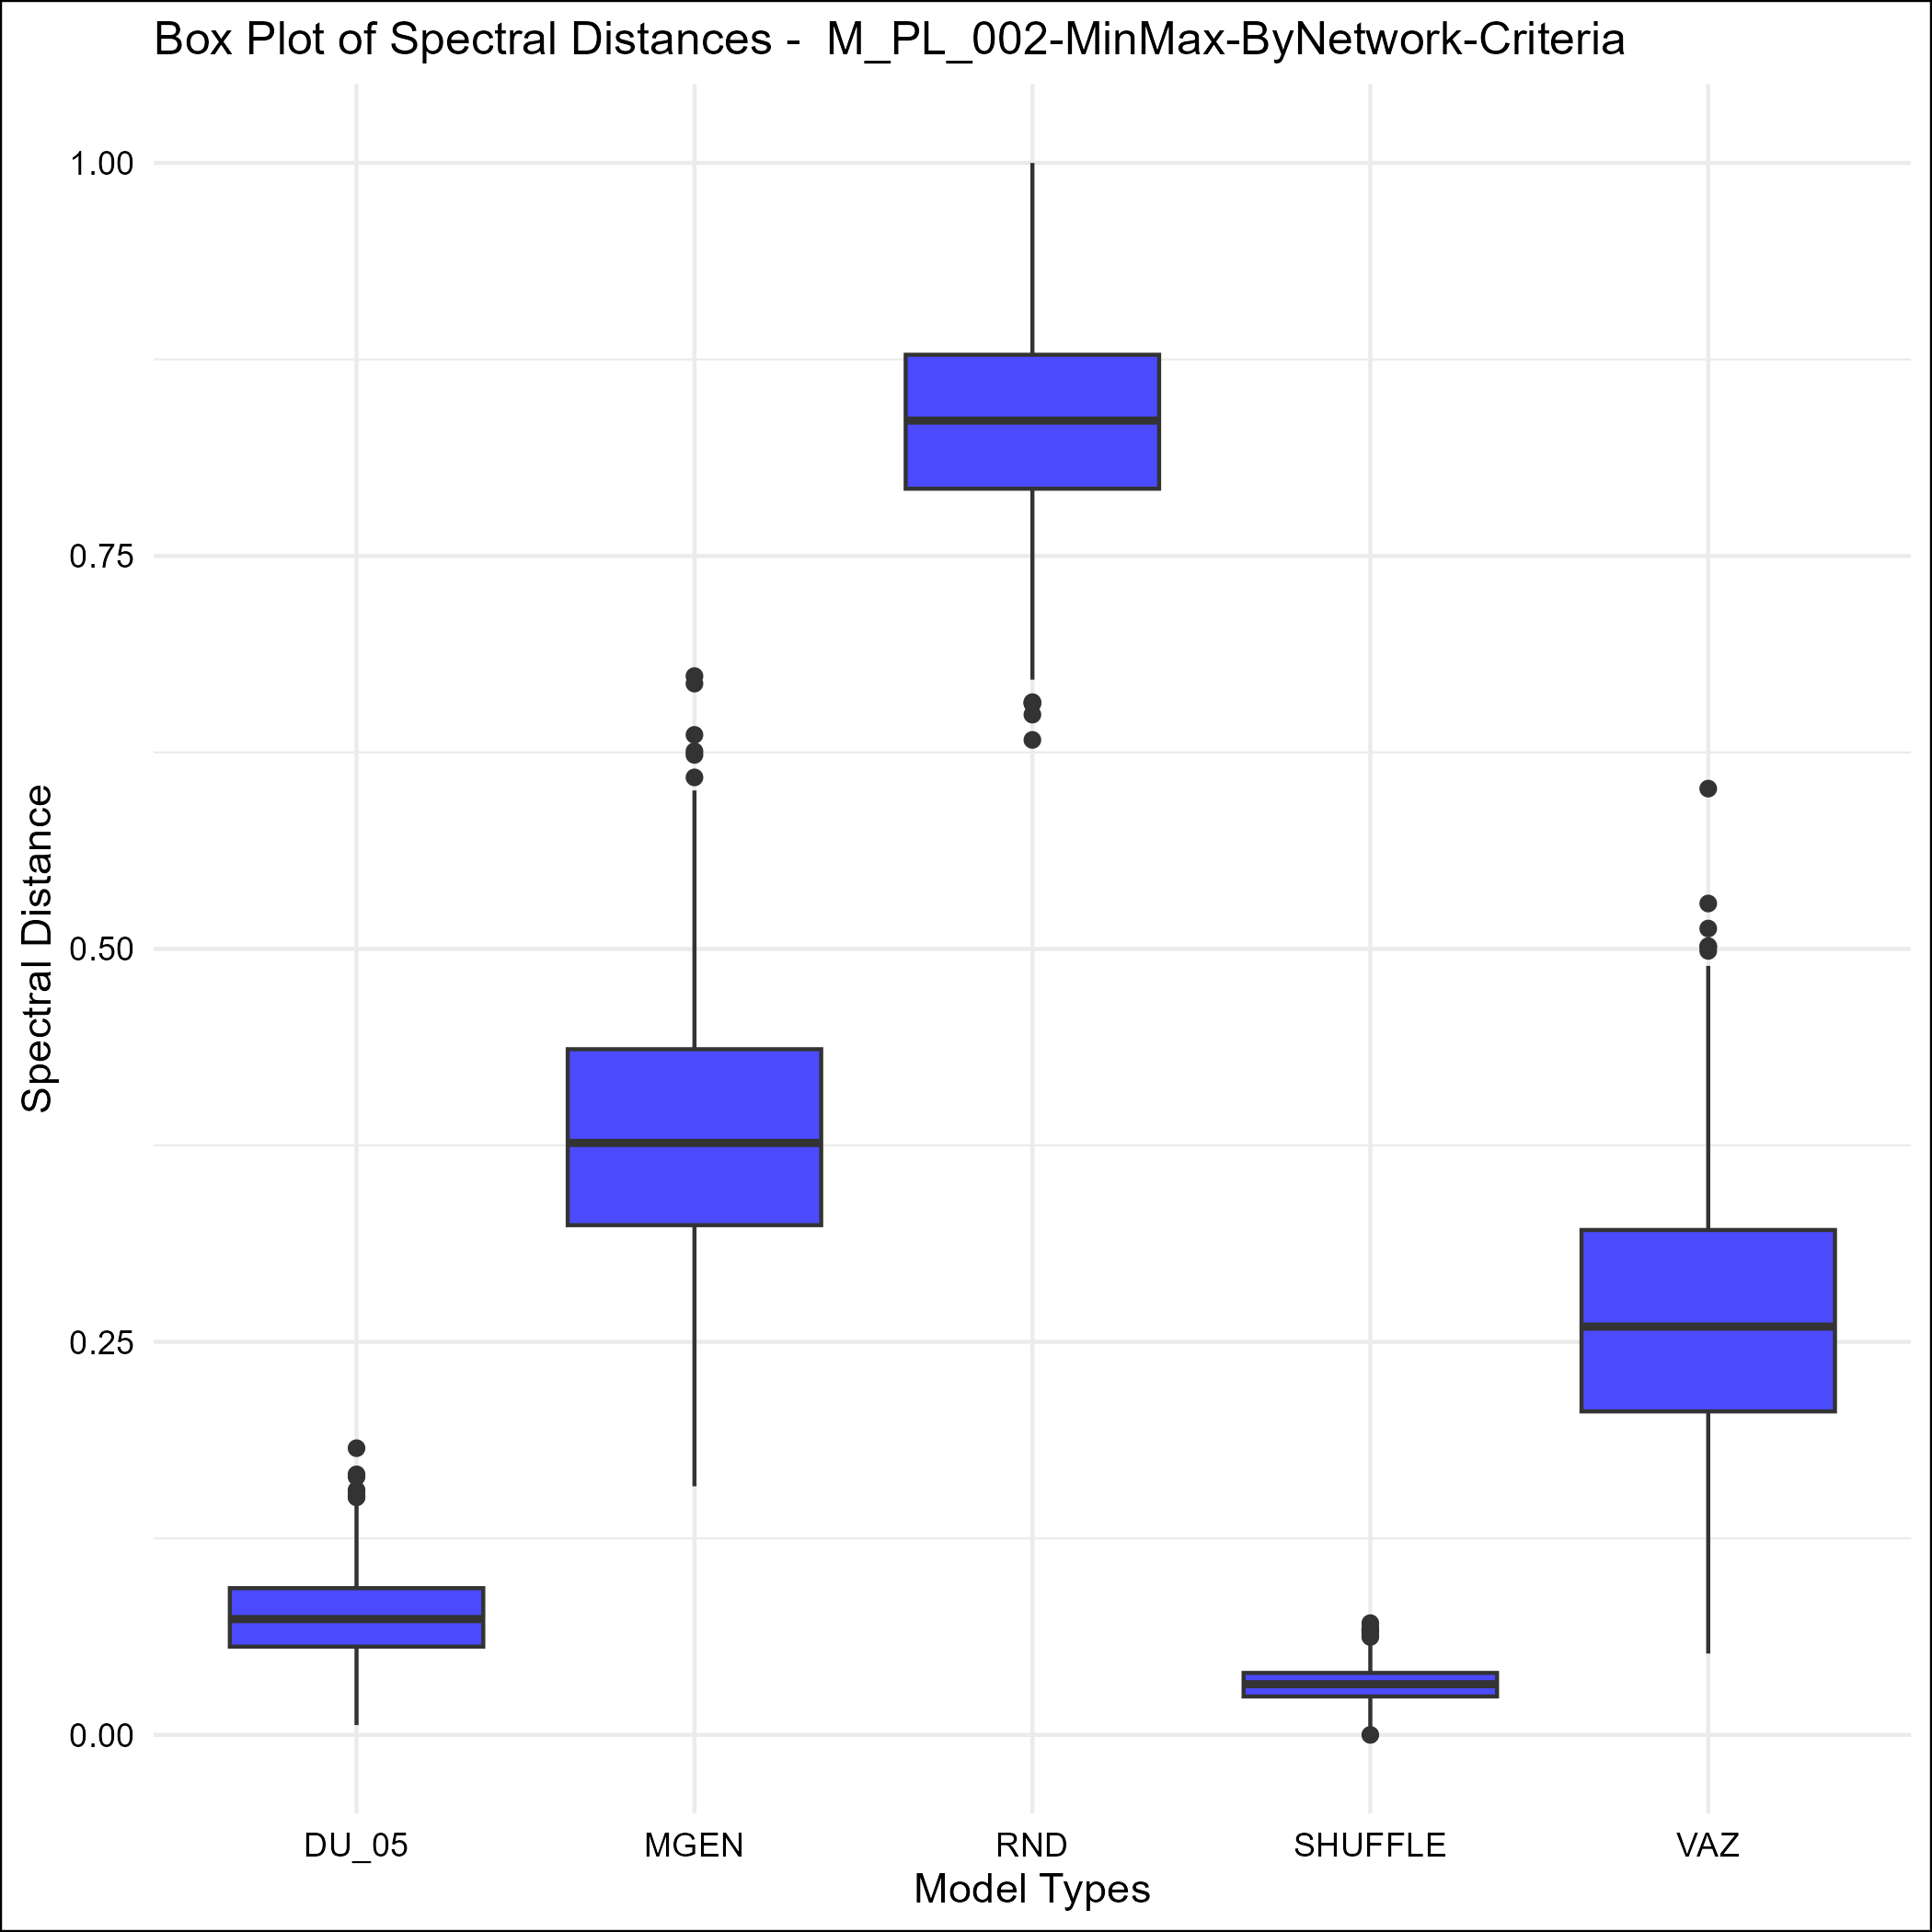 Box Plot of Spectral Distances -  M_PL_002-MinMax-ByNetwork-Criteria
1.00
0.75
0.50
0.25
0.00
Spectral Distance
DU_05 MGEN RND SHUFFLE VAZ
Model Types